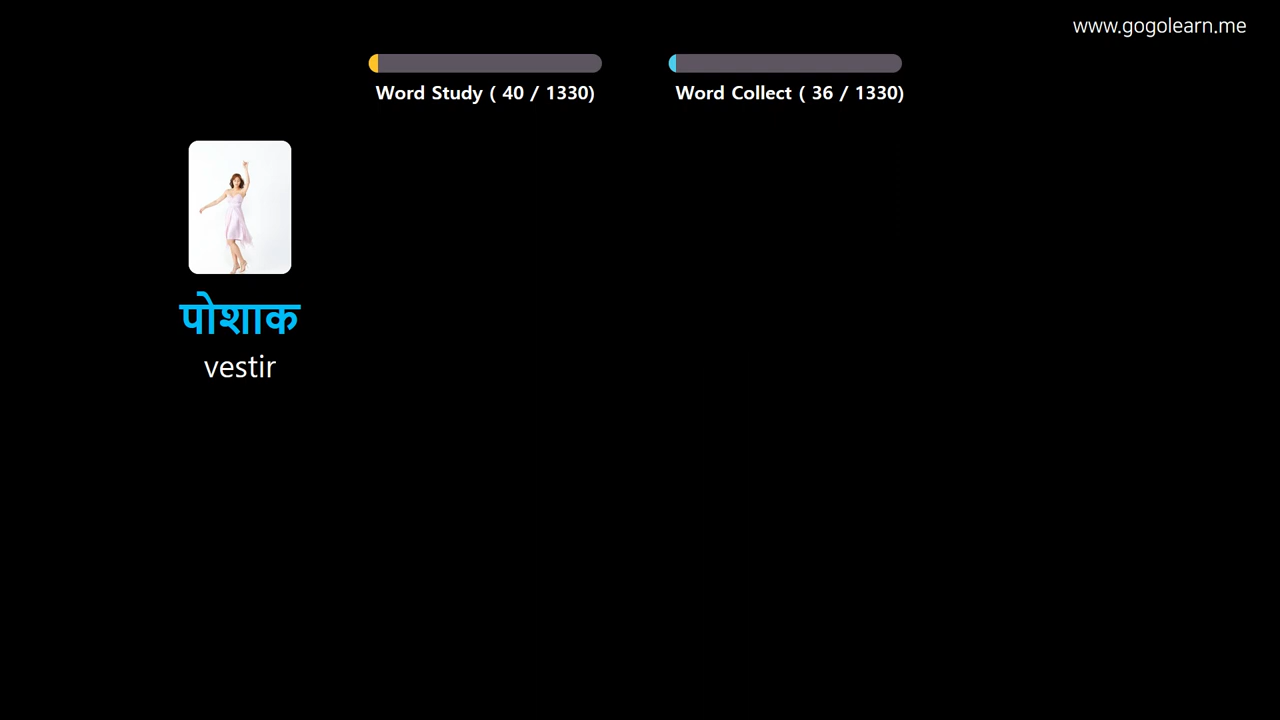 www.gogolearn.me
Word Study ( 40 / 1330)
Word Collect ( 36 / 1330)
पोशाक
vestir